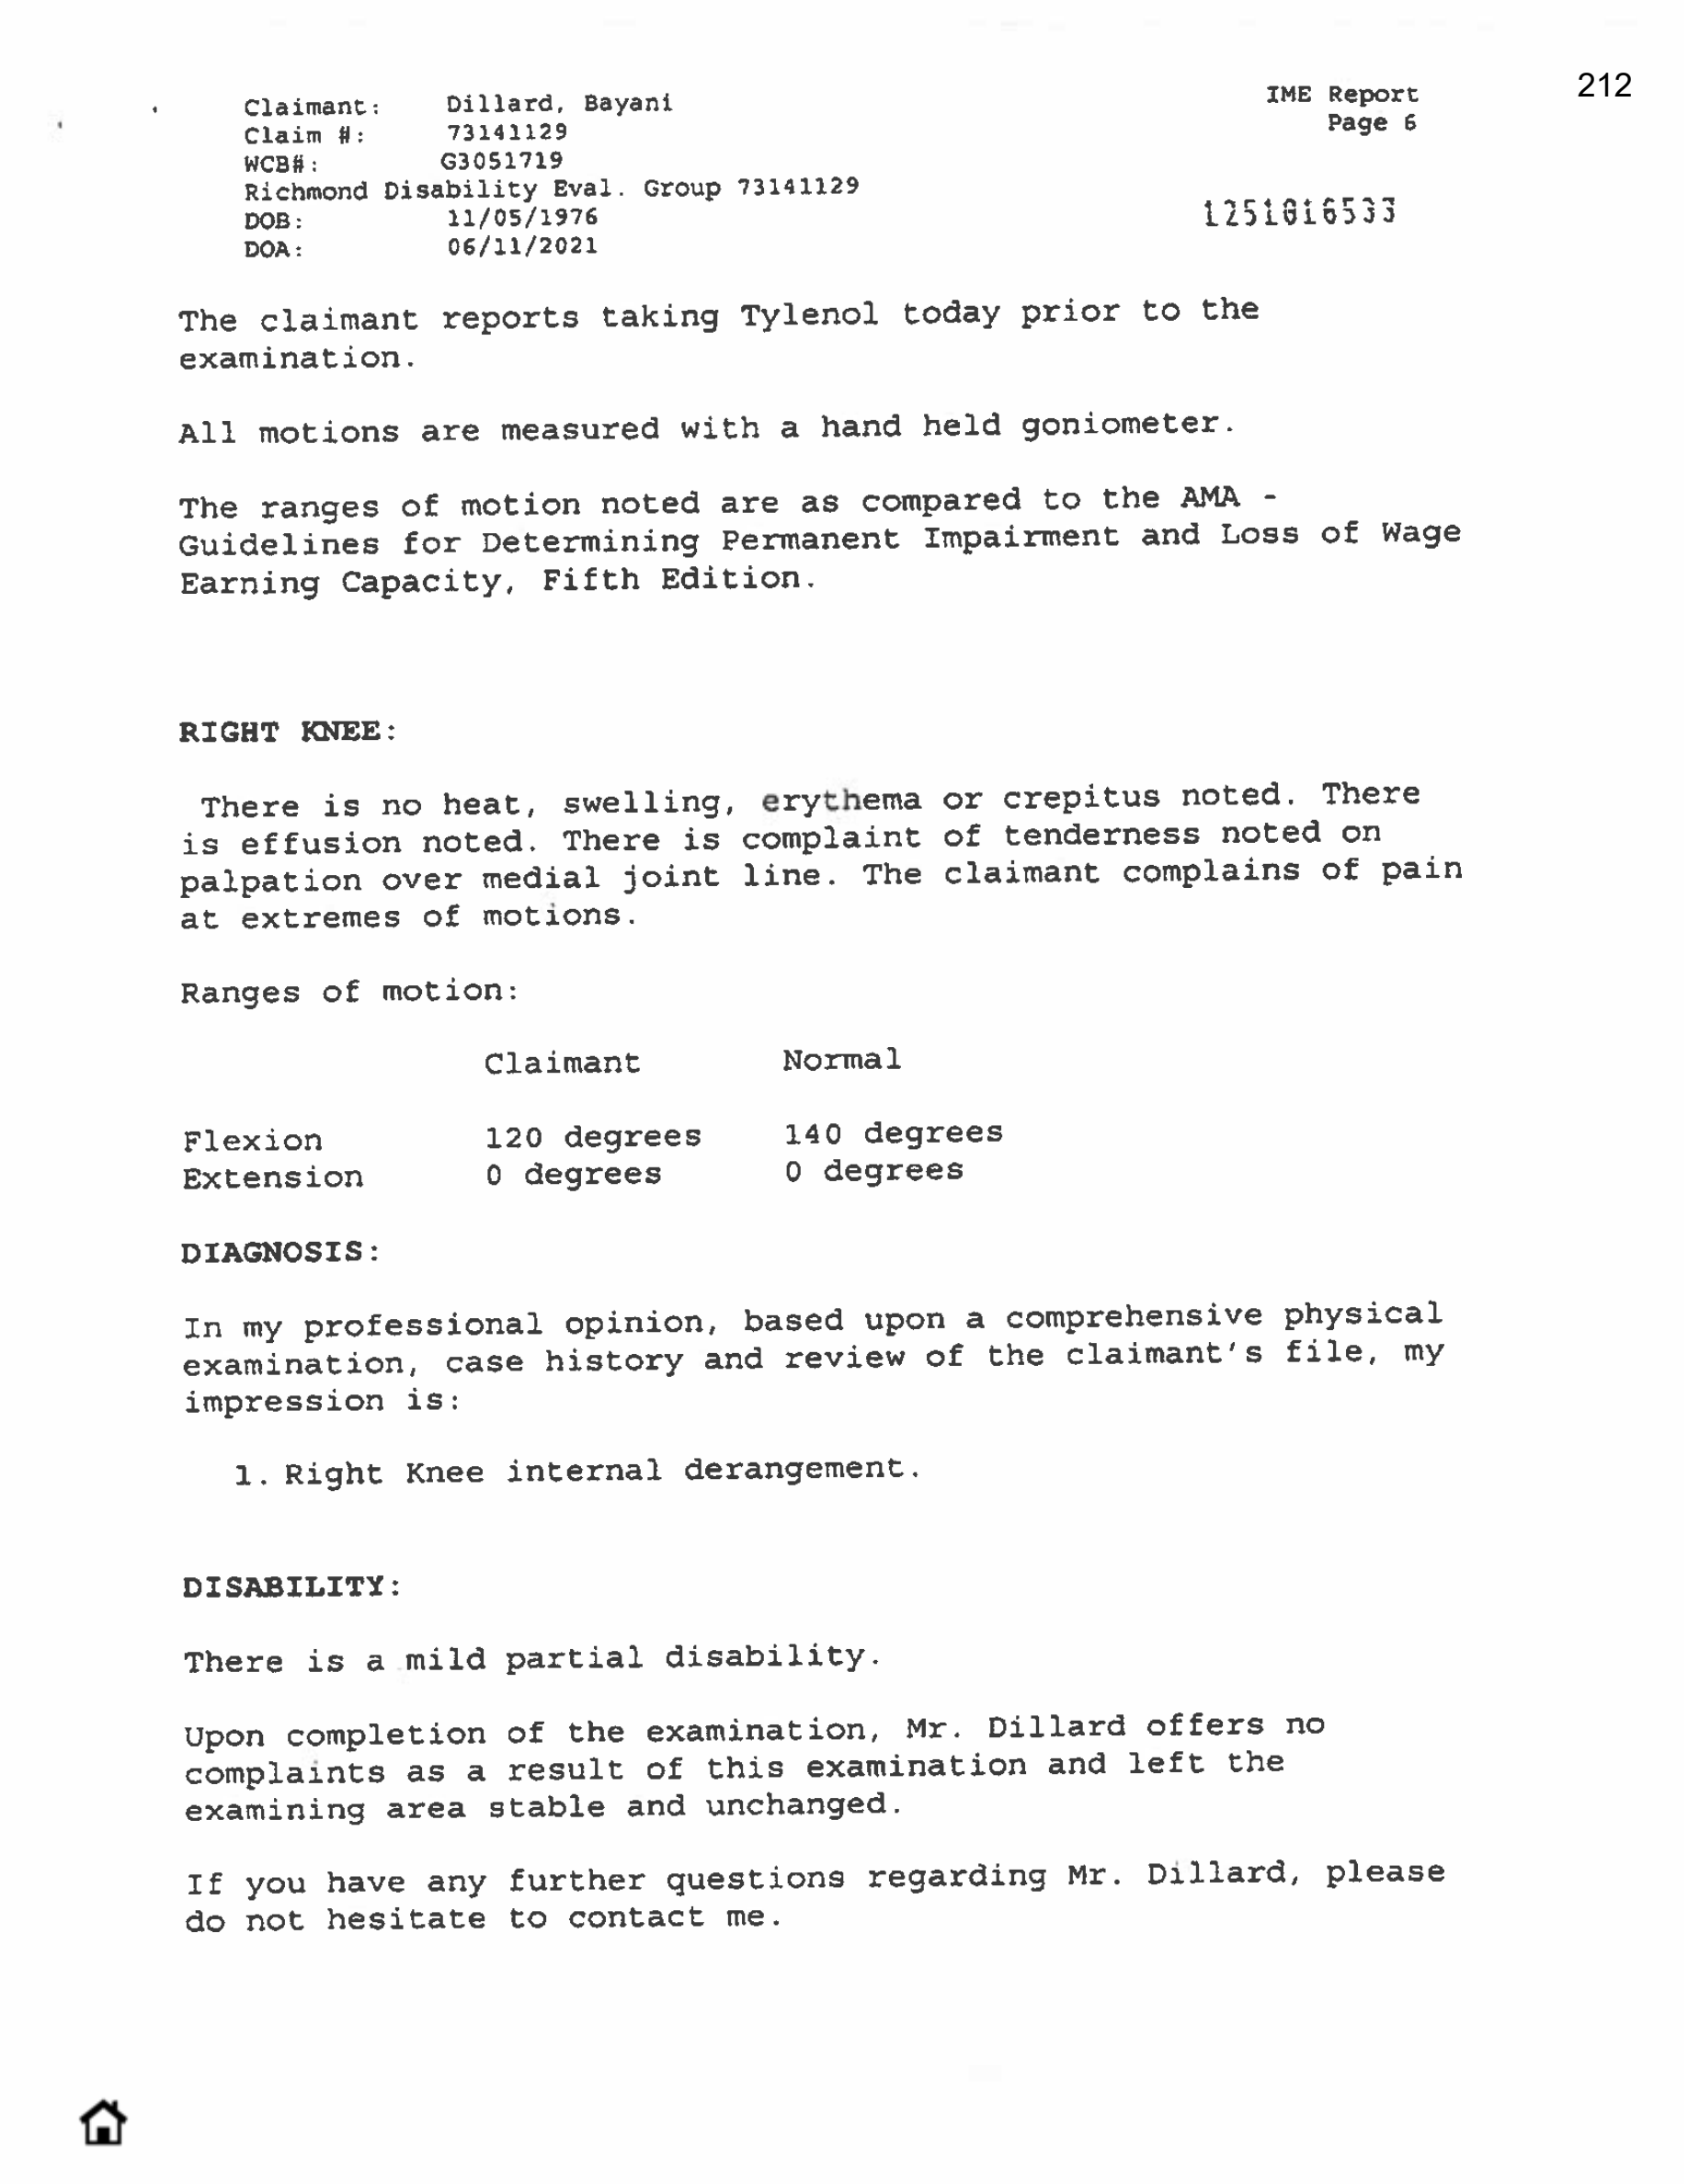 212
IME Report
Page 6
Claimant: Dillard, Bayani
Claim #: 73141129
WCB#: G3051719
Richmond Disability Eval. Group 73141129
DOB: 11/05/1976
DOA: 06/11/2021
1251016533
The claimant reports taking Tylenol today prior to the
examination.
All motions are measured with a hand held goniometer.
The ranges of motion noted are as compared to the AMA -
Guidelines for Determining Permanent Impairment and Loss of Wage
Earning Capacity, Fifth Edition.
RIGHT KNEE:
There is no heat, swelling, erythema or crepitus noted. There
is effusion noted. There is complaint of tenderness noted on
palpation over medial joint line. The claimant complains of pain
at extremes of motions.
Ranges of motion:
Claimant Normal
Flexion 120 degrees 140 degrees
Extension 0 degrees 0 degrees
DIAGNOSIS:
In my professional opinion, based upon a comprehensive physical
examination, case history and review of the claimant's file, my
impression is:
1. Right Knee internal derangement.
DISABILITY:
There is a mild partial disability.
Upon completion of the examination, Mr. Dillard offers no
complaints as a result of this examination and left the
examining area stable and unchanged.
If you have any further questions regarding Mr. Dillard, please
do not hesitate to contact me.